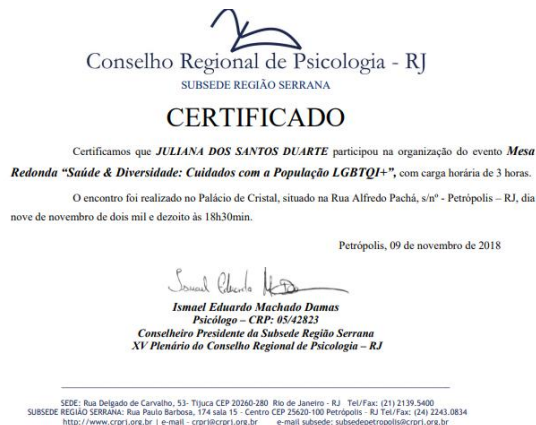 Conselho Regional de Psicologia - RJ
SUBSEDE REGIÃO SERRANA
CERTIFICADO
Certificamos que JULIANA DOS SANTOS DUARTE participou na organização do evento Mesa
Redonda “Saúde & Diversidade: Cuidados com a População LGBTQI+”, com carga horária de 3 horas.
O encontro foi realizado no Palácio de Cristal, situado na Rua Alfredo Pachá, s/nº - Petrópolis – RJ, dia
nove de novembro de dois mil e dezoito às 18h30min.
Petrópolis, 09 de novembro de 2018
Ismael Eduardo Machado Damas
Psicólogo – CRP: 05/42823
Conselheiro Presidente da Subsede Região Serrana
XV Plenário do Conselho Regional de Psicologia – RJ
SEDE: Rua Delgado de Carvalho, 53- Tijuca CEP 20260-280 Rio de Janeiro - RJ Tel/Fax: (21) 2139.5400
SUBSEDE REGIÃO SERRANA: Rua Paulo Barbosa, 174 sala 15 - Centro CEP 25620-100 Petrópolis - RJ Tel/Fax: (24) 2243.0834
http://www.crprj.org.br | e-mail - crprj@crprj.org.br e-mail subsede: subsedepetropolis@crprj.org.br